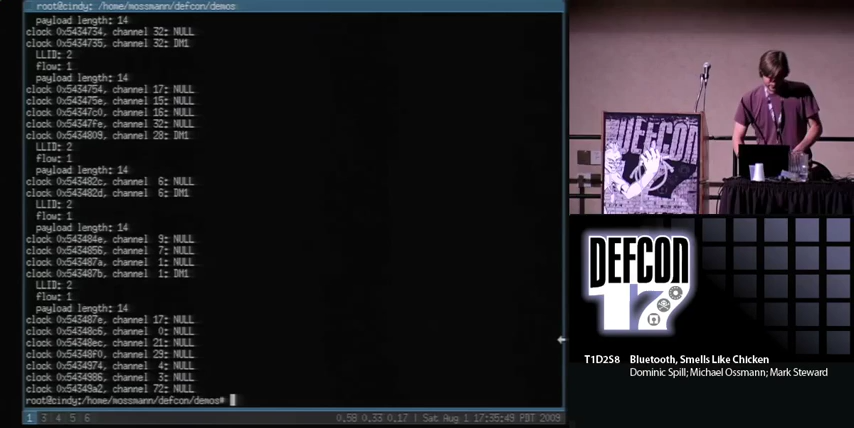 root@cindy: /home/mossmann/defcon/demos
payload length: 14
clock 0x5434734, channel 32: NULL
clock 0x5434735, channel 32: DM1
LLID: 2
flow: 1
payload length: 14
clock 0x5434754, channel 17: NULL
clock 0x543475e, channel 15: NULL
clock 0x54347c0, channel 16: NULL
clock 0x54347fe, channel 32: NULL
clock 0x5434809, channel 28: DM1
LLID: 2
flow: 1
payload length: 14
clock 0x543482c, channel 6: NULL
clock 0x543482d, channel 6: DM1
LLID: 2
flow: 1
payload length: 14
clock 0x543484e, channel 9: NULL
clock 0x5434856, channel 7: NULL
clock 0x543487a, channel 1: NULL
clock 0x543487b, channel 1: DM1
LLID: 2
flow: 1
payload length: 14
clock 0x543487e, channel 17: NULL
clock 0x54348c6, channel 0: NULL
clock 0x54348ec, channel 21: NULL
clock 0x54348f0, channel 29: NULL
clock 0x5434974, channel 4: NULL
clock 0x5434986, channel 3: NULL
clock 0x54349a2, channel 72: NULL
root@cindy:/home/mossmann/defcon/demos#
1 3 4 5 6
0.58 0.33 0.17 | Sat Aug 1 17:35:49 PDT 2009
DEFCON
DEFCON
17
T1D2S8 Bluetooth, Smells Like Chicken
Dominic Spill; Michael Ossmann; Mark Steward